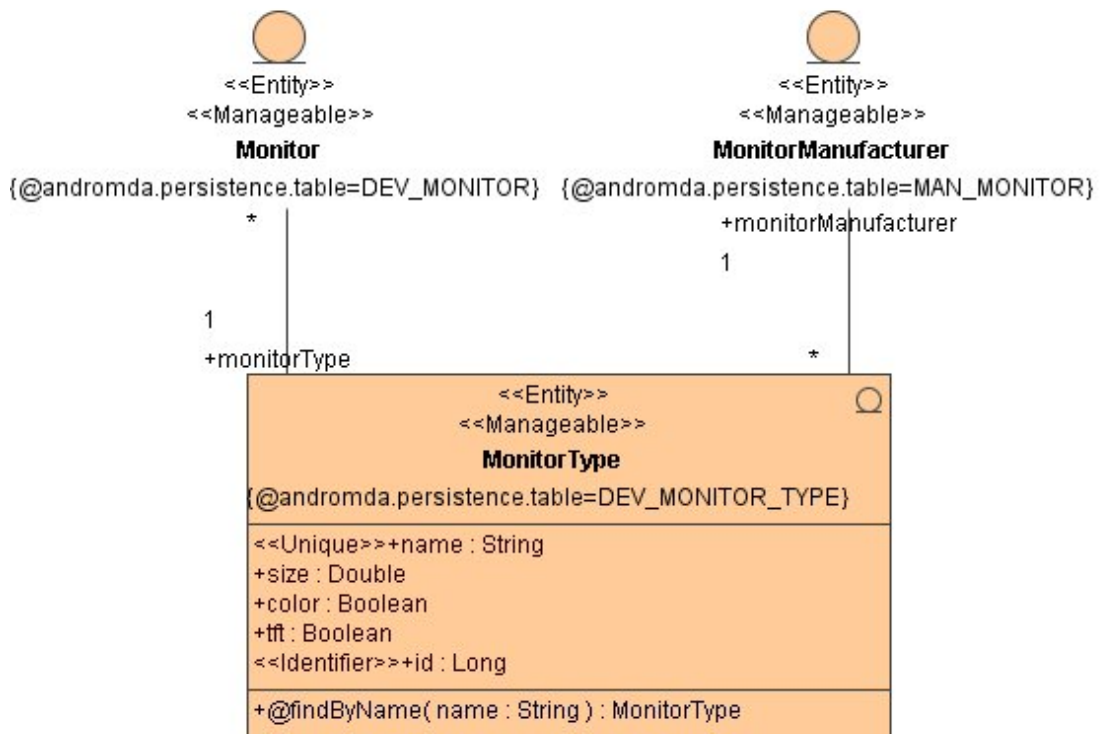 <<Entity>>
<<Manageable>>
Monitor
{@andromda.persistence.table=DEV_MONITOR}
*
1
+monitorType
<<Entity>>
<<Manageable>>
MonitorManufacturer
{@andromda.persistence.table=MAN_MONITOR}
+monitorManufacturer
1
*
<<Entity>>
<<Manageable>>
MonitorType
{@andromda.persistence.table=DEV_MONITOR_TYPE}
<<Unique>>+name : String
+size : Double
+color : Boolean
+tft : Boolean
<<Identifier>>+id : Long
+@findByName( name : String ) : MonitorType